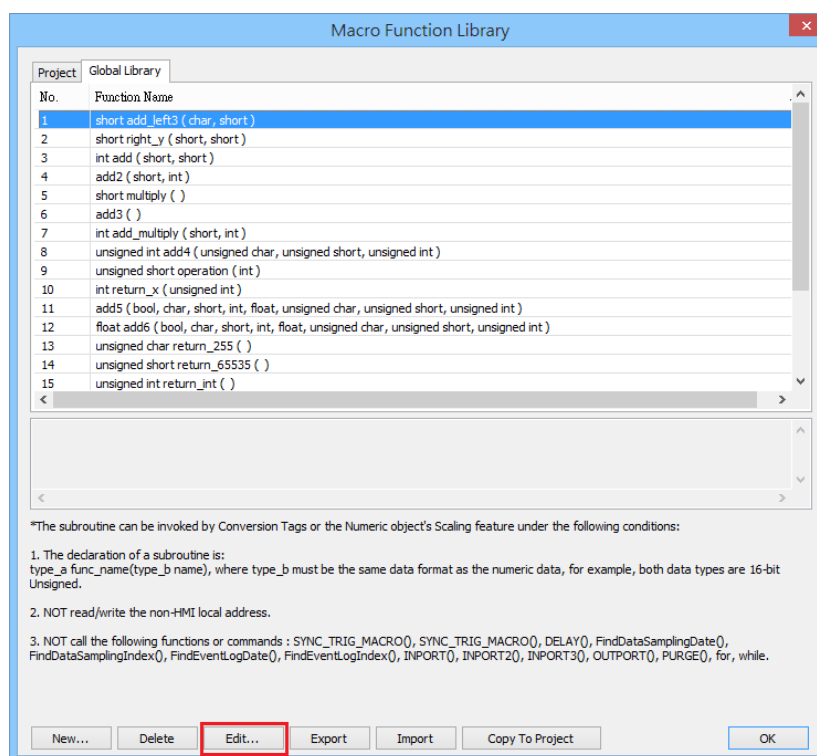 Macro Function Library
Project Global Library
No. Function Name
1 short add_left3 ( char, short )
2 short right_y ( short, short )
3 int add ( short, short )
4 add2 ( short, int )
5 short multiply ( )
6 add3 ( )
7 int add_multiply ( short, int )
8 unsigned int add4 ( unsigned char, unsigned short, unsigned int )
9 unsigned short operation ( int )
10 int return_x ( unsigned int )
11 add5 ( bool, char, short, int, float, unsigned char, unsigned short, unsigned int )
12 float add6 ( bool, char, short, int, float, unsigned char, unsigned short, unsigned int )
13 unsigned char return_255 ( )
14 unsigned short return_65535 ( )
15 unsigned int return_int ( )
*The subroutine can be invoked by Conversion Tags or the Numeric object's Scaling feature under the following conditions:
1. The declaration of a subroutine is:
type_a func_name(type_b name), where type_b must be the same data format as the numeric data, for example, both data types are 16-bit
Unsigned.
2. NOT read/write the non-HMI local address.
3. NOT call the following functions or commands : SYNC_TRIG_MACRO(), SYNC_TRIG_MACRO(), DELAY(), FindDataSamplingDate(),
FindDataSamplingIndex(), FindEventLogDate(), FindEventLogIndex(), INPORT(), INPORT2(), INPORT3(), OUTPORT(), PURGE(), for, while.
New... Delete Edit... Export Import Copy To Project OK